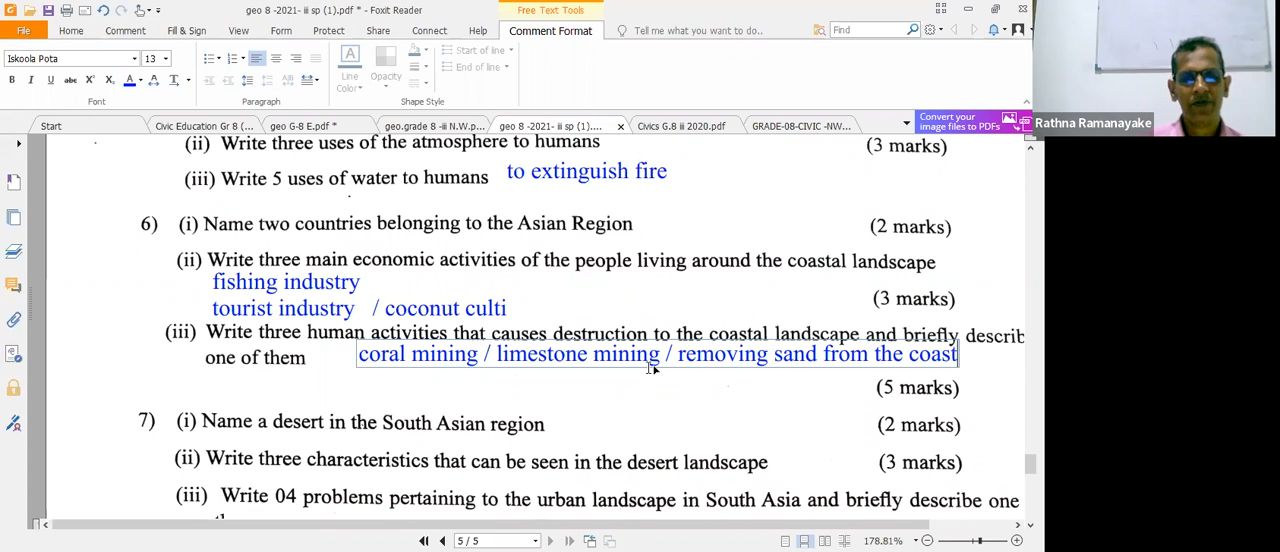 geo 8 -2021- ii sp (1).pdf * - Foxit Reader
Free Text Tools
File
Home
Comment
Fill & Sign
View
Form
Protect
Share
Connect
Help
Comment Format
Tell me what you want to do...
Find
Iskoola Pota
13
Line Color
Opacity
Start of line
End of line
Font
Paragraph
Shape Style
Start
Civic Education Gr 8 (...
geo G-8 E.pdf *
geo.grade 8 -ii N.W.p...
geo 8 -2021- ii sp (1)....
Civics G.8 ii 2020.pdf
GRADE-08-CIVIC -NW...
Convert your image files to PDFs
Rathna Ramanayake
(ii) Write three uses of the atmosphere to humans (3 marks)
(iii) Write 5 uses of water to humans to extinguish fire
6) (i) Name two countries belonging to the Asian Region (2 marks)
(ii) Write three main economic activities of the people living around the coastal landscape
fishing industry
(3 marks)
tourist industry / coconut culti
(iii) Write three human activities that causes destruction to the coastal landscape and briefly describ
one of them coral mining / limestone mining / removing sand from the coast
(5 marks)
7) (i) Name a desert in the South Asian region (2 marks)
(ii) Write three characteristics that can be seen in the desert landscape (3 marks)
(iii) Write 04 problems pertaining to the urban landscape in South Asia and briefly describe one
5 / 5
178.81%